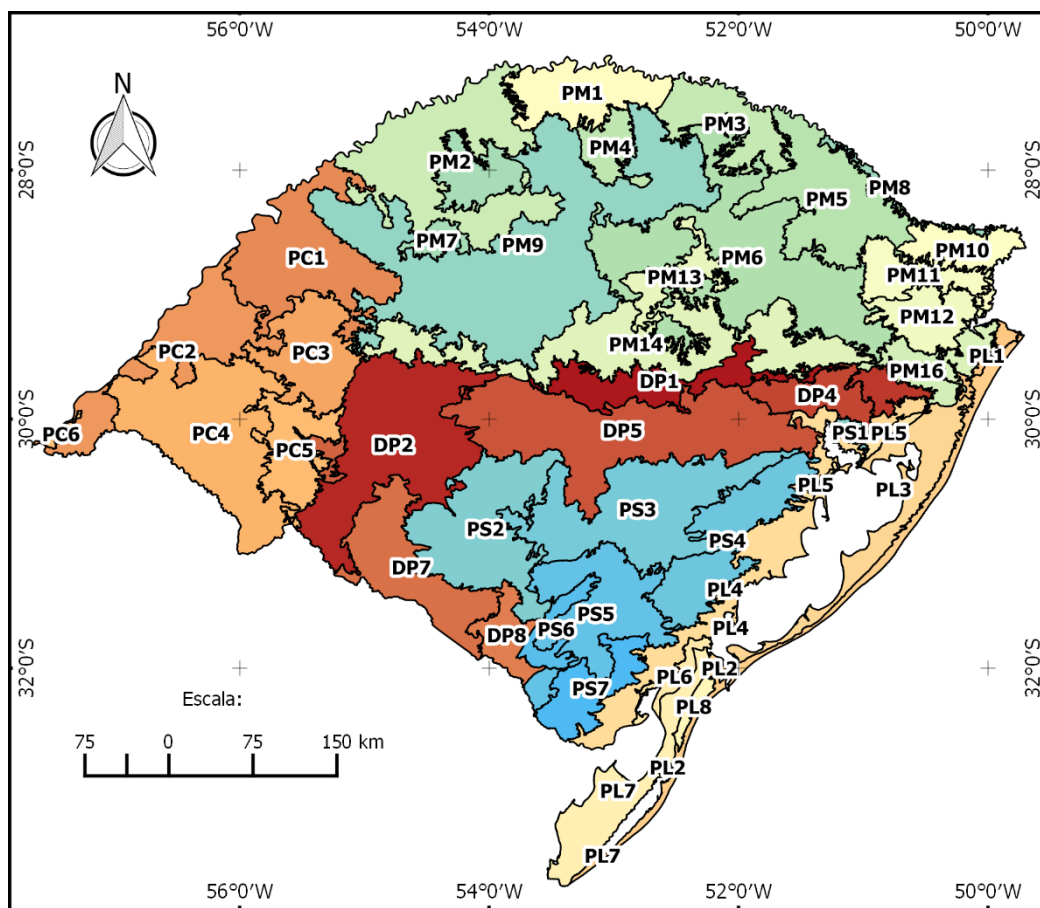 56°0'W 54°0'W 52°0'W 50°0'W
N
PM1
PM3
PM4
PM2
28°0'S 28°0'S
PM8
PM5
PM7 PM9
PM10
PC1 PM6
PM13 PM11
PM12
PM14
PC2 PC3
PL1
PM16
DP1
DP4
30°0'S 30°0'S
PC6 PC4 DP5 PS1 PL5
PC5 DP2
PL5 PL3
PS3
PS2
PS4
DP7
PL4
PS5
PS6
DP8 PL4
32°0'S 32°0'S
PS7 PL6 PL2
Escala:
PL8
75 0 75 150 km
PL2
PL7
PL7
56°0'W 54°0'W 52°0'W 50°0'W